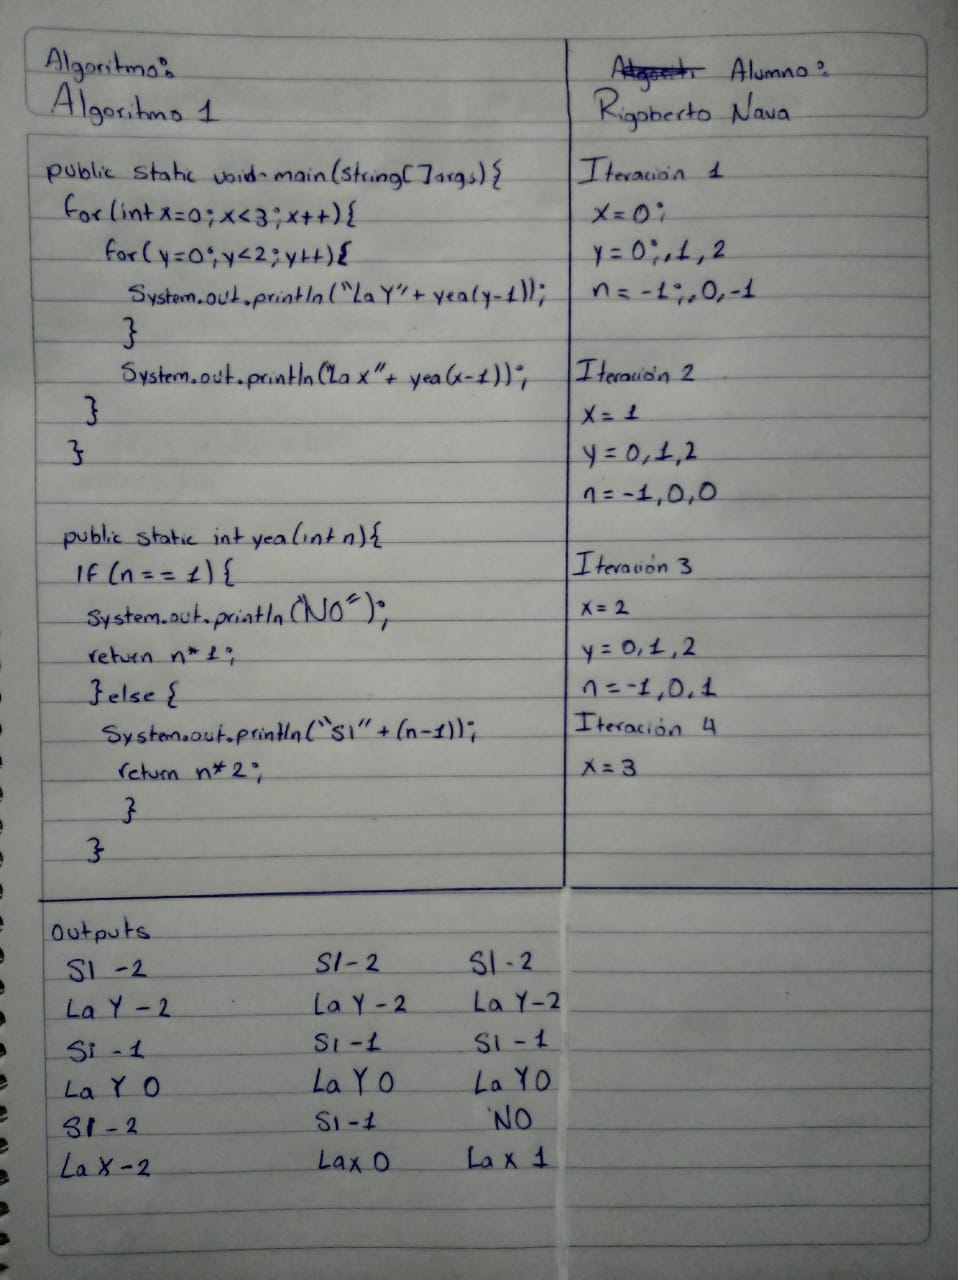 Algoritmo:
Algoritmo 1
Alumno:
Rigoberto Nava
public static void main(string[]args){
for(int x=0; x<3; x++){
for(y=0; y<2; y++){
System.out.println("La Y"+ yea(y-1));
}
System.out.println("La x"+ yea(x-1));
}
}
public static int yea(int n){
If (n==1){
System.out.println("NO");
return n*1;
}else {
System.out.println("SI"+(n-1));
return n*2;
}
}
Iteración 1
x=0;
y=0;,1,2
n=-1;,0,-1
Iteración 2
x=1
y=0,1,2
n=-1,0,0
Iteración 3
x=2
y=0,1,2
n=-1,0,1
Iteración 4
x=3
Outputs
SI -2 SI-2 SI-2
La Y -2 La Y -2 La Y-2
Si -1 SI -1 SI -1
La Y 0 La Y 0 La Y 0
SI -2 SI -1 NO
La X -2 La x 0 La x 1